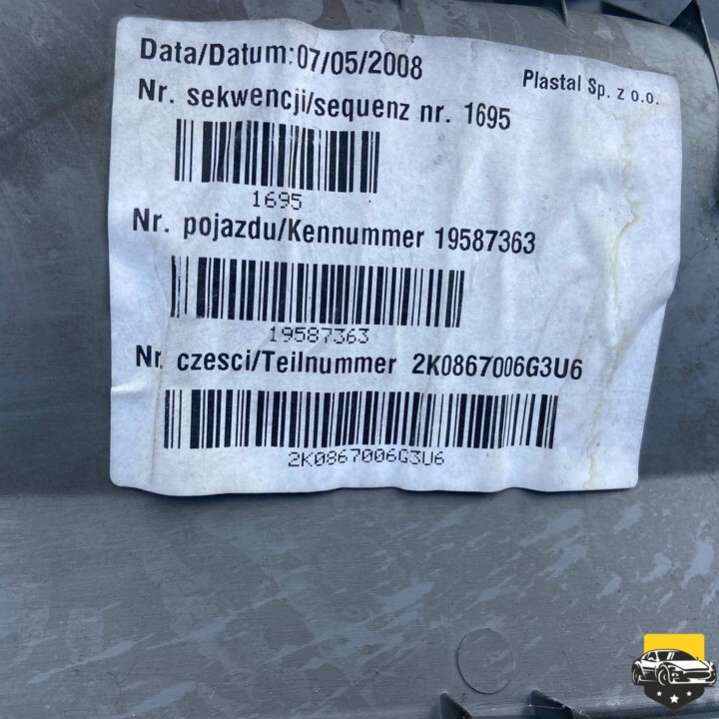 Data/Datum:07/05/2008
Plastal Sp. z o.o.
Nr. sekwencji/sequenz nr. 1695
1695
Nr. pojazdu/Kennummer 19587363
19587363
Nr. czesci/Teilnummer 2K0867006G3U6
2K0867006G3U6